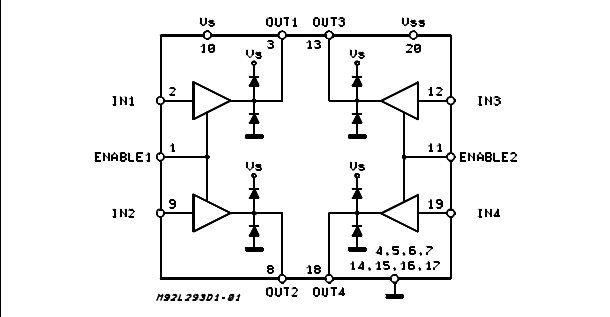 Vs OUT1 OUT3 Vss
10 3 13 20
Vs Vs
IN1 2 12 IN3
ENABLE1 1 11 ENABLE2
Vs Vs
IN2 9 19 IN4
4,5,6,7
8 18 14,15,16,17
OUT2 OUT4
M92L293D1-01